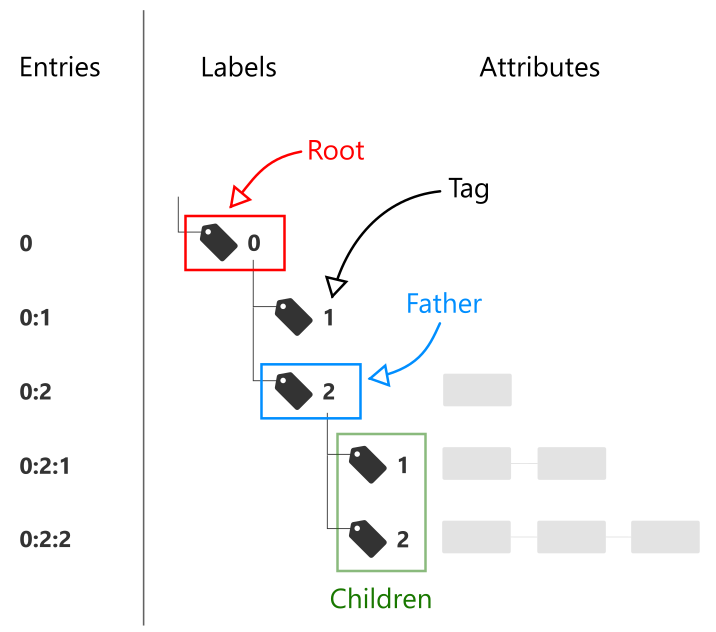 Entries Labels Attributes
Root
Tag
0 0
0:1 1
Father
0:2 2
0:2:1 1
0:2:2 2
Children